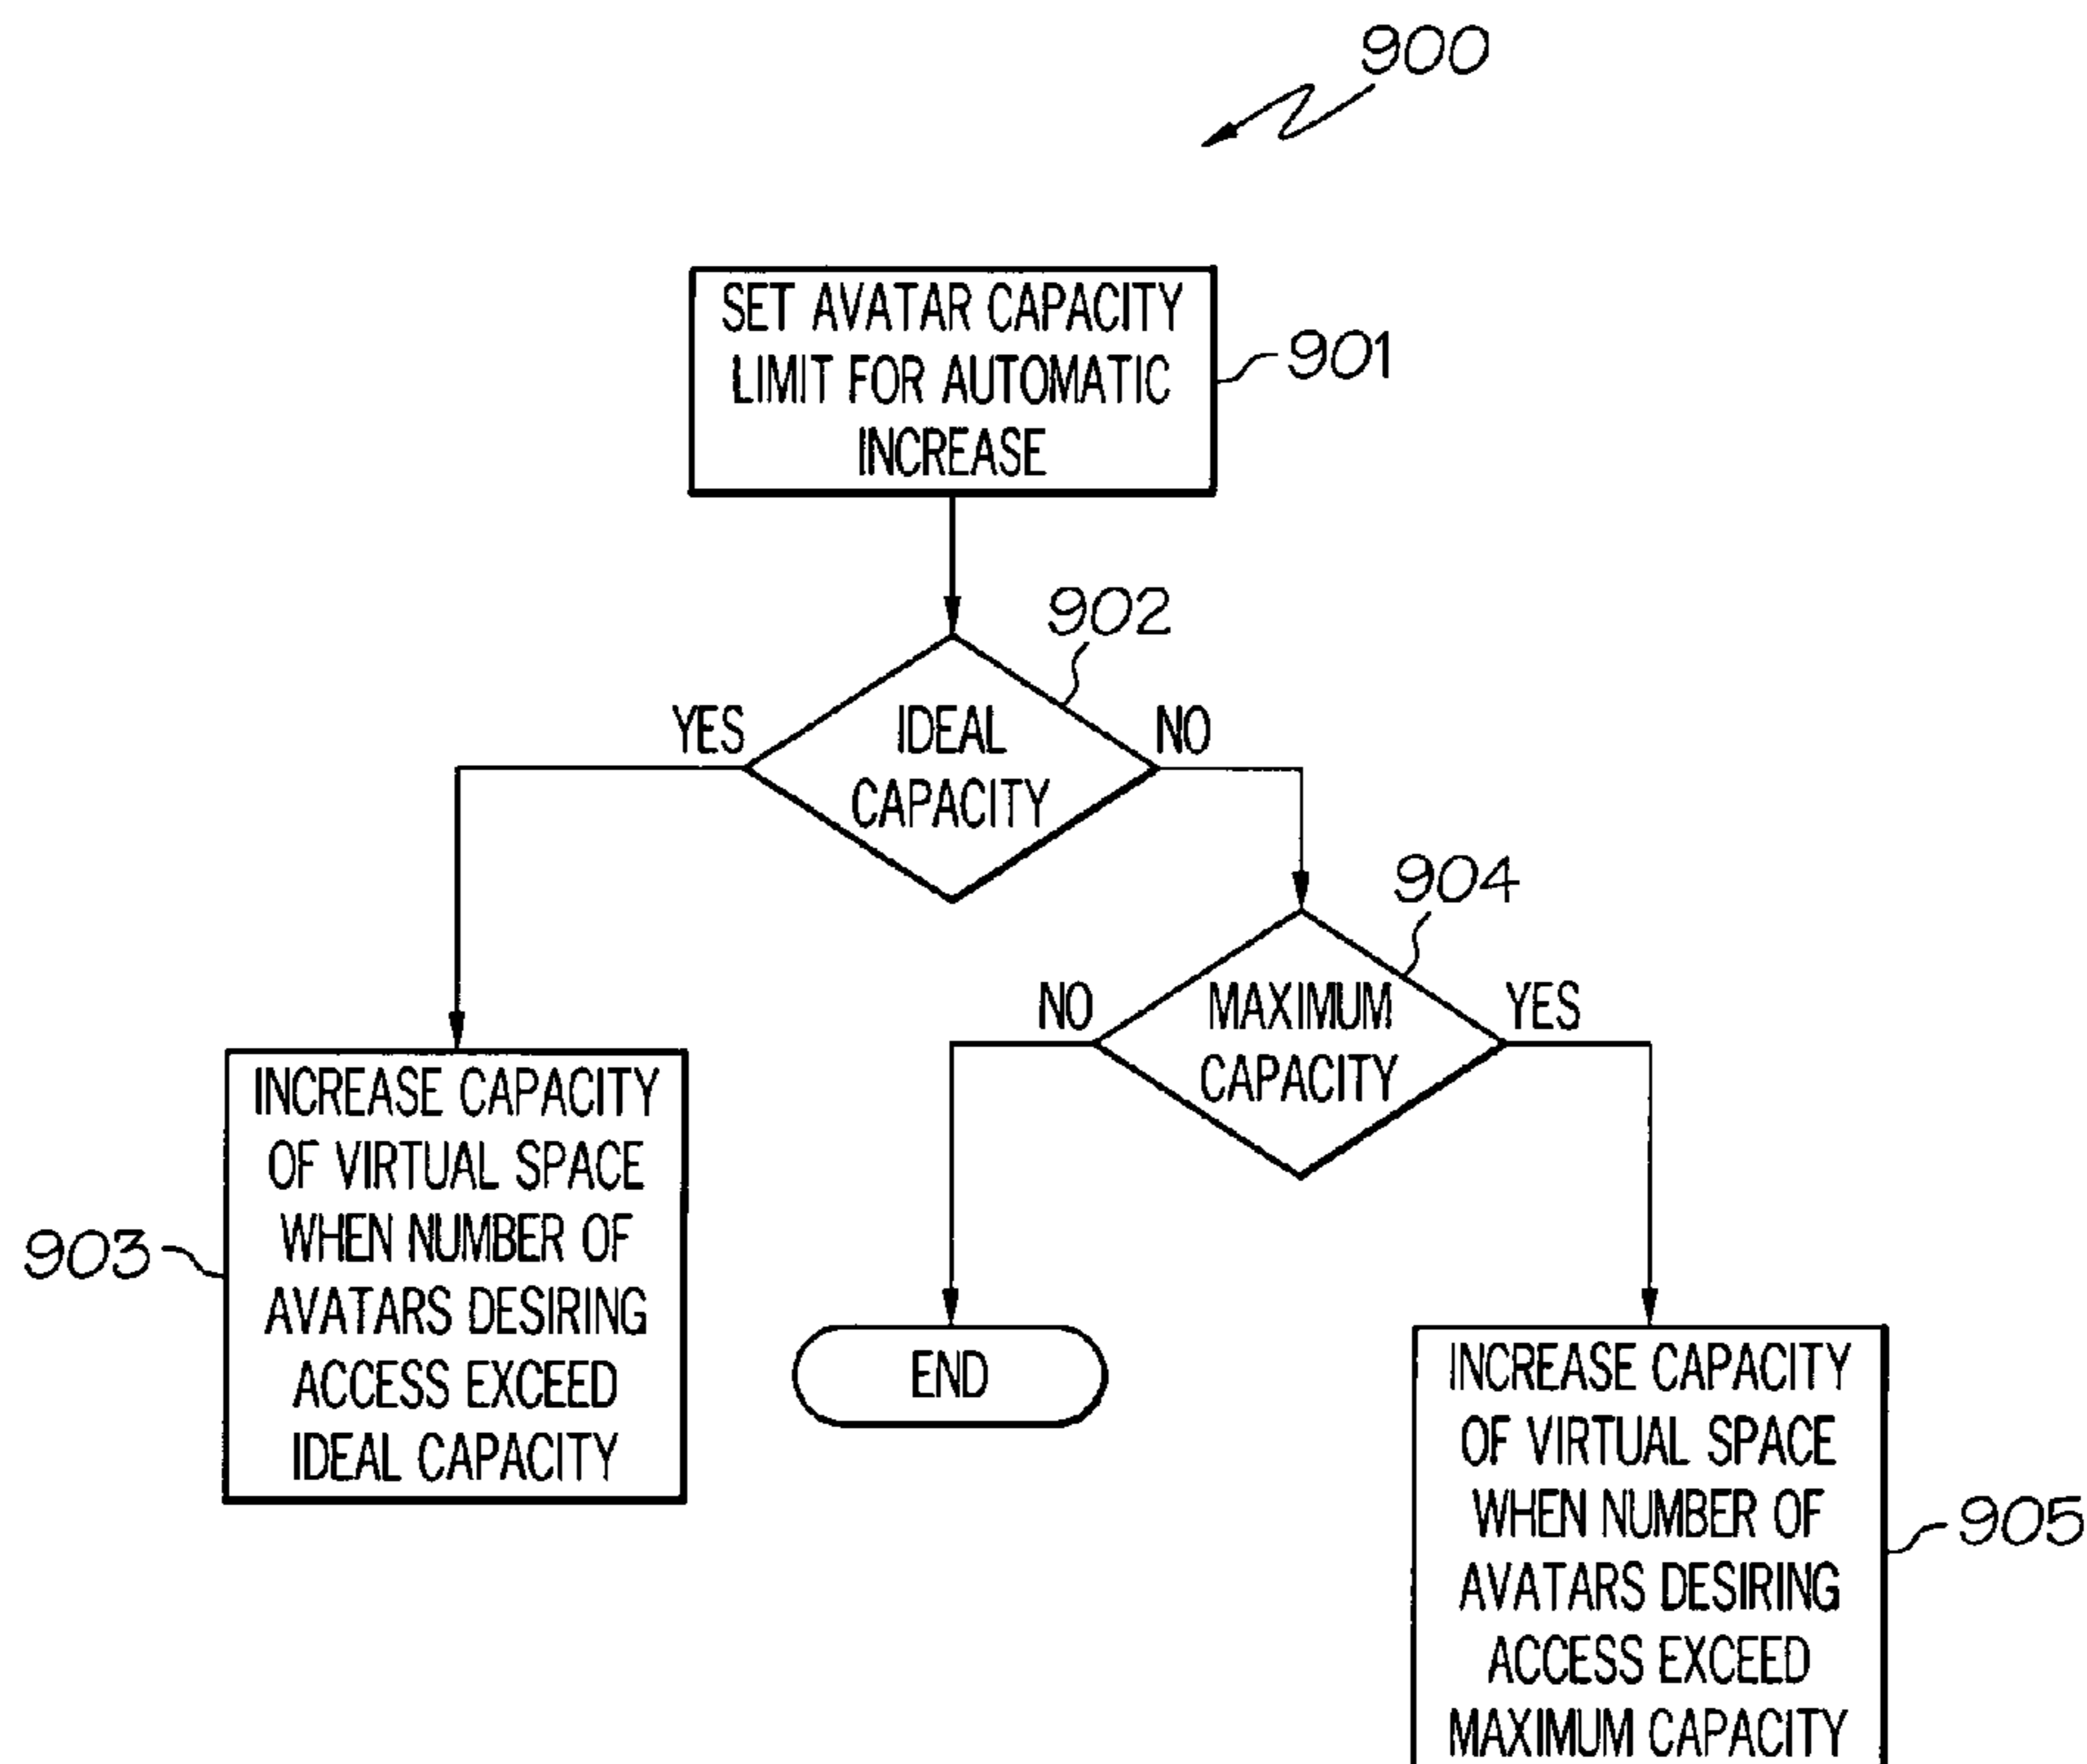 900
SET AVATAR CAPACITY
LIMIT FOR AUTOMATIC
INCREASE
901
902
YES
IDEAL
CAPACITY
NO
904
NO
MAXIMUM
CAPACITY
YES
INCREASE CAPACITY
OF VIRTUAL SPACE
WHEN NUMBER OF
AVATARS DESIRING
ACCESS EXCEED
IDEAL CAPACITY
903
END
INCREASE CAPACITY
OF VIRTUAL SPACE
WHEN NUMBER OF
AVATARS DESIRING
ACCESS EXCEED
MAXIMUM CAPACITY
905